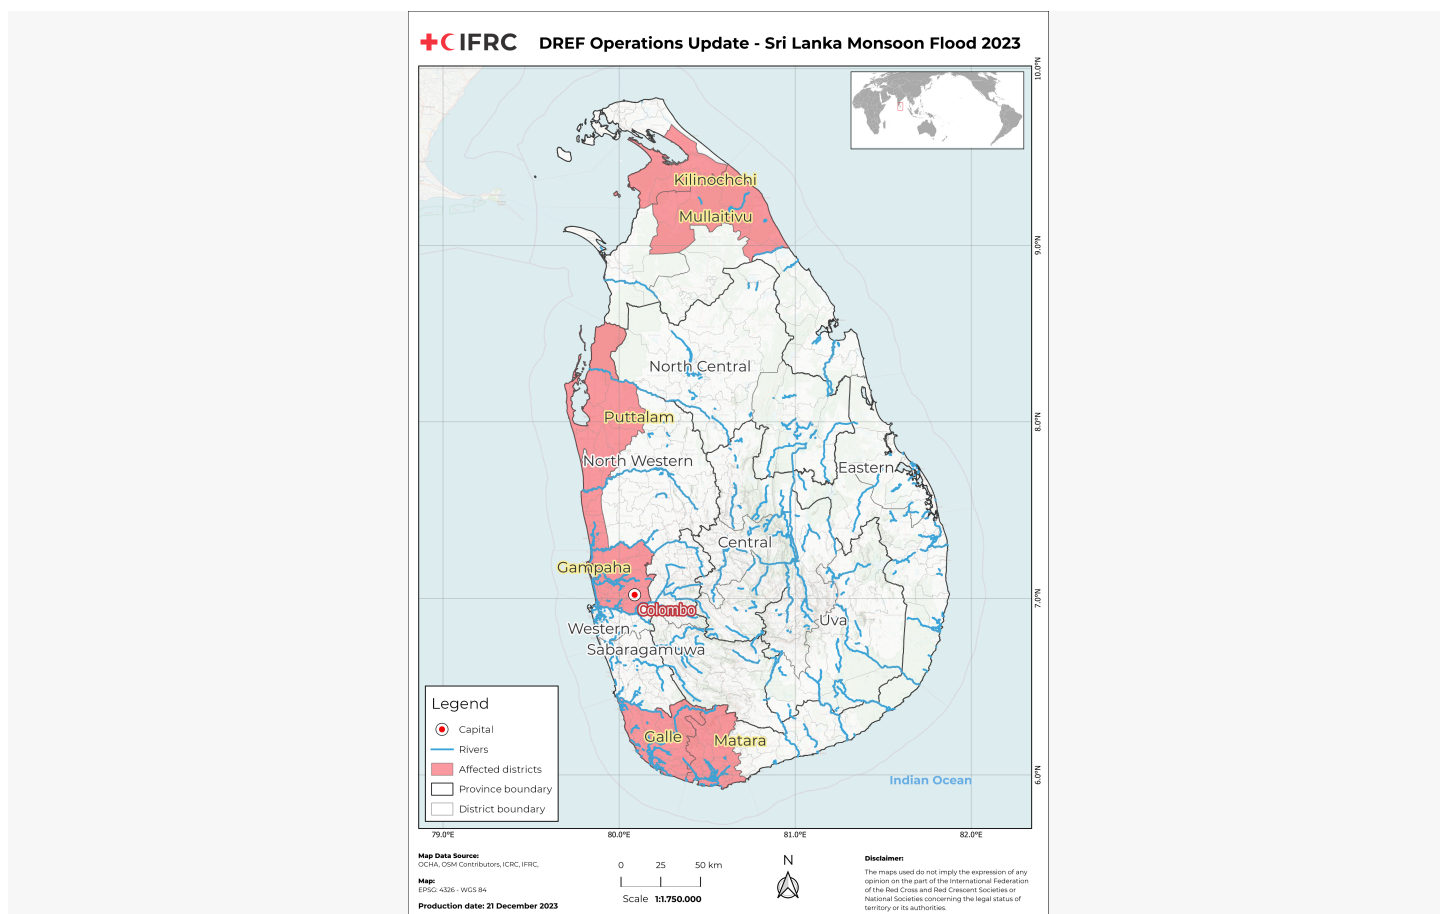 IFRC
DREF Operations Update - Sri Lanka Monsoon Flood 2023
10.0°N
Kilinochchi
Mullaitivu
9.0°N
North Central
Puttalam
8.0°N
North Western
Eastern
Central
Gampaha
7.0°N
Colombo
Western
Uva
Sabaragamuwa
Galle
Matara
Indian Ocean
6.0°N
Legend
Capital
Rivers
Affected districts
Province boundary
District boundary
79.0°E
80.0°E
81.0°E
82.0°E
Map Data Source:
OCHA, OSM Contributors, ICRC, IFRC,
Map:
EPSG: 4326 - WGS 84
Production date: 21 December 2023
0 25 50 km
Scale 1:1.750.000
N
Disclaimer:
The maps used do not imply the expression of any
opinion on the part of the International Federation
of the Red Cross and Red Crescent Societies or
National Societies concerning the legal status of
territory or its authorities.